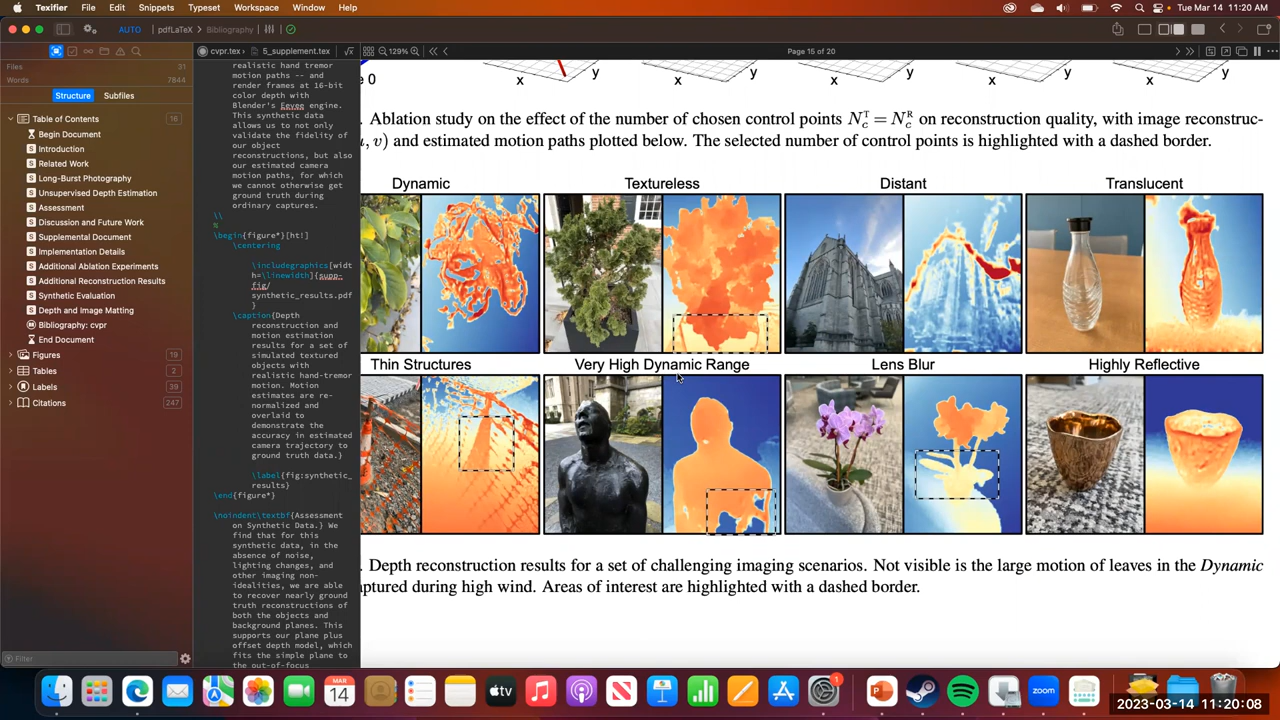 Texifier File Edit Snippets Typeset Bibliography Workspace Window Help
Tue Mar 14 11:20 AM
AUTO pdfLaTeX › Bibliography
cvpr.tex › 5_supplement.tex
129%
Page 15 of 20
Files 31
Words 7844
Structure Subfiles
Table of Contents 16
Begin Document
Introduction
Related Work
Long-Burst Photography
Unsupervised Depth Estimation
Assessment
Discussion and Future Work
Supplemental Document
Implementation Details
Additional Ablation Experiments
Additional Reconstruction Results
Synthetic Evaluation
Depth and Image Matting
Bibliography: cvpr
End Document
Figures 19
Tables 2
Labels 39
Citations 247
Filter
realistic hand tremor
motion paths -- and
render frames at 16-bit
color depth with
Blender's Eevee engine.
This synthetic data
allows us to not only
validate the fidelity of
our object
reconstructions, but also
our estimated camera
motion paths, for which
we cannot otherwise get
ground truth during
ordinary captures.
\\
%
\begin{figure*}[ht!]
\centering
\includegraphics[widt
h=\linewidth]{supp-
fig/
synthetic_results.pdf
}
\caption{Depth
reconstruction and
motion estimation
results for a set of
simulated textured
objects with
realistic hand-tremor
motion. Motion
estimates are re-
normalized and
overlaid to
demonstrate the
accuracy in estimated
camera trajectory to
ground truth data.}
\label{fig:synthetic_
results}
\end{figure*}
\noindent\textbf{Assessment
on Synthetic Data.} We
find that for this
synthetic data, in the
absence of noise,
lighting changes, and
other imaging non-
idealities, we are able
to recover nearly ground
truth reconstructions of
both the objects and
background planes. This
supports our plane plus
offset depth model, which
fits the simple plane to
the out-of-focus
e 0 x y x y x y x y x y
. Ablation study on the effect of the number of chosen control points N_c^T = N_c^R on reconstruction quality, with image reconstruc-
u, v) and estimated motion paths plotted below. The selected number of control points is highlighted with a dashed border.
Dynamic Textureless Distant Translucent
Thin Structures Very High Dynamic Range Lens Blur Highly Reflective
. Depth reconstruction results for a set of challenging imaging scenarios. Not visible is the large motion of leaves in the Dynamic
aptured during high wind. Areas of interest are highlighted with a dashed border.
MAR
14
tv
zoom
1
2023-03-14 11:20:08